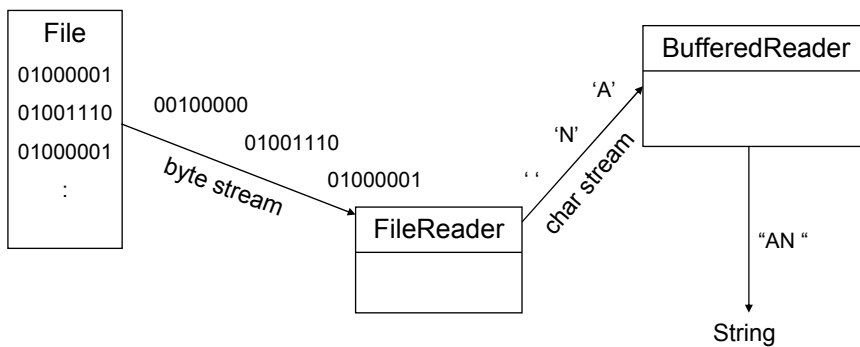 File
01000001
01001110
01000001
:
00100000
01001110
01000001
byte stream
FileReader
‘ ‘
‘N’
‘A’
char stream
BufferedReader
“AN “
String